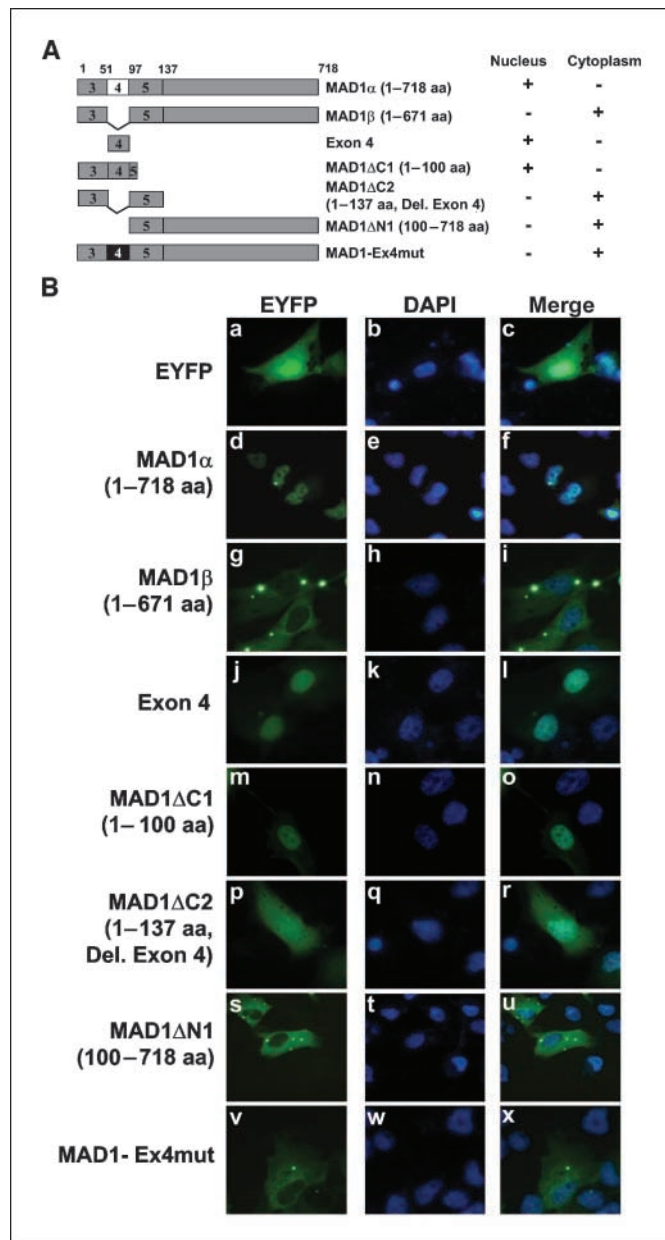 A
1 51 97 137 718 Nucleus Cytoplasm
3 4 5 MAD1α (1–718 aa) + -
3 5 MAD1β (1–671 aa) - +
4 Exon 4 + -
3 4 5 MAD1ΔC1 (1–100 aa) + -
3 5 MAD1ΔC2
(1–137 aa, Del. Exon 4) - +
5 MAD1ΔN1 (100–718 aa) - +
3 4 5 MAD1-Ex4mut - +
B
EYFP DAPI Merge
EYFP a b c
MAD1α
(1–718 aa)
d e f
MAD1β
(1–671 aa)
g h i
Exon 4 j k l
MAD1ΔC1
(1–100 aa)
m n o
MAD1ΔC2
(1–137 aa,
Del. Exon 4)
p q r
MAD1ΔN1
(100–718 aa)
s t u
MAD1- Ex4mut v w x